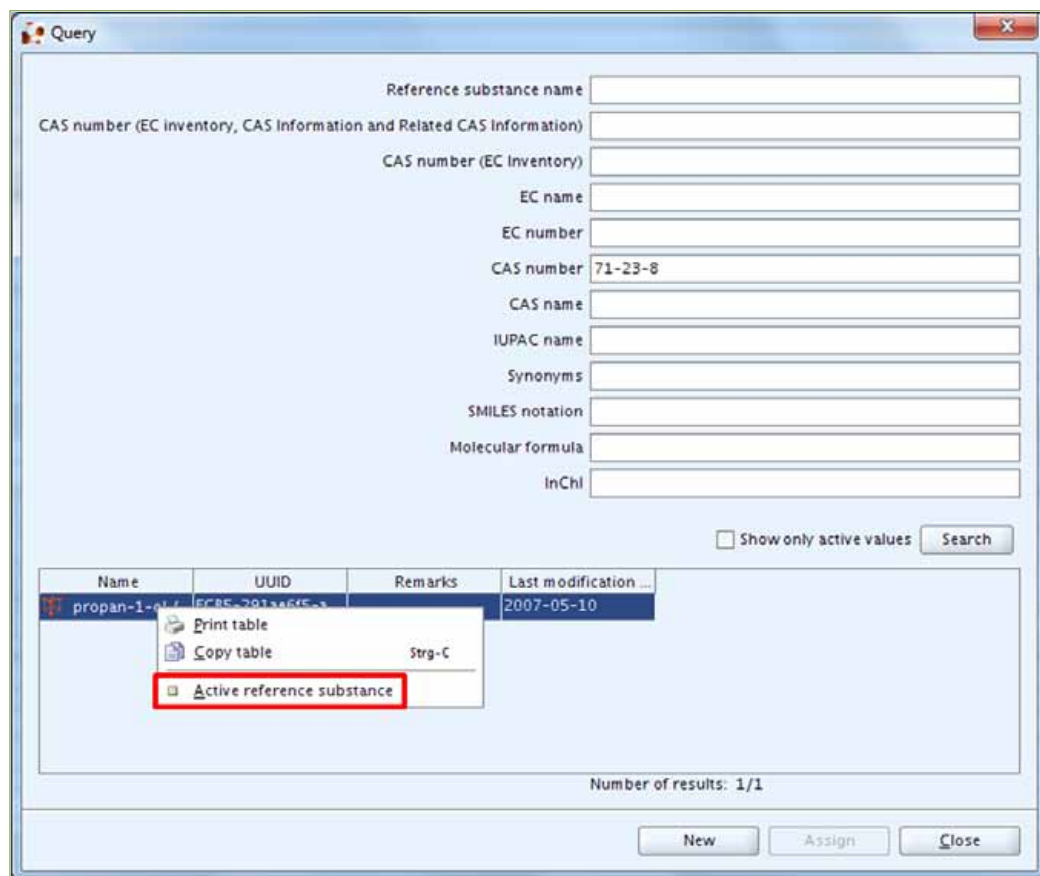 Query
Reference substance name
CAS number (EC inventory, CAS Information and Related CAS Information)
CAS number (EC Inventory)
EC name
EC number
CAS number 71-23-8
CAS name
IUPAC name
Synonyms
SMILES notation
Molecular formula
InChI
Show only active values Search
Name UUID Remarks Last modification ...
propan-1-ol / 2007-05-10
Print table
Copy table Strg-C
Active reference substance
Number of results: 1/1
New Assign Close